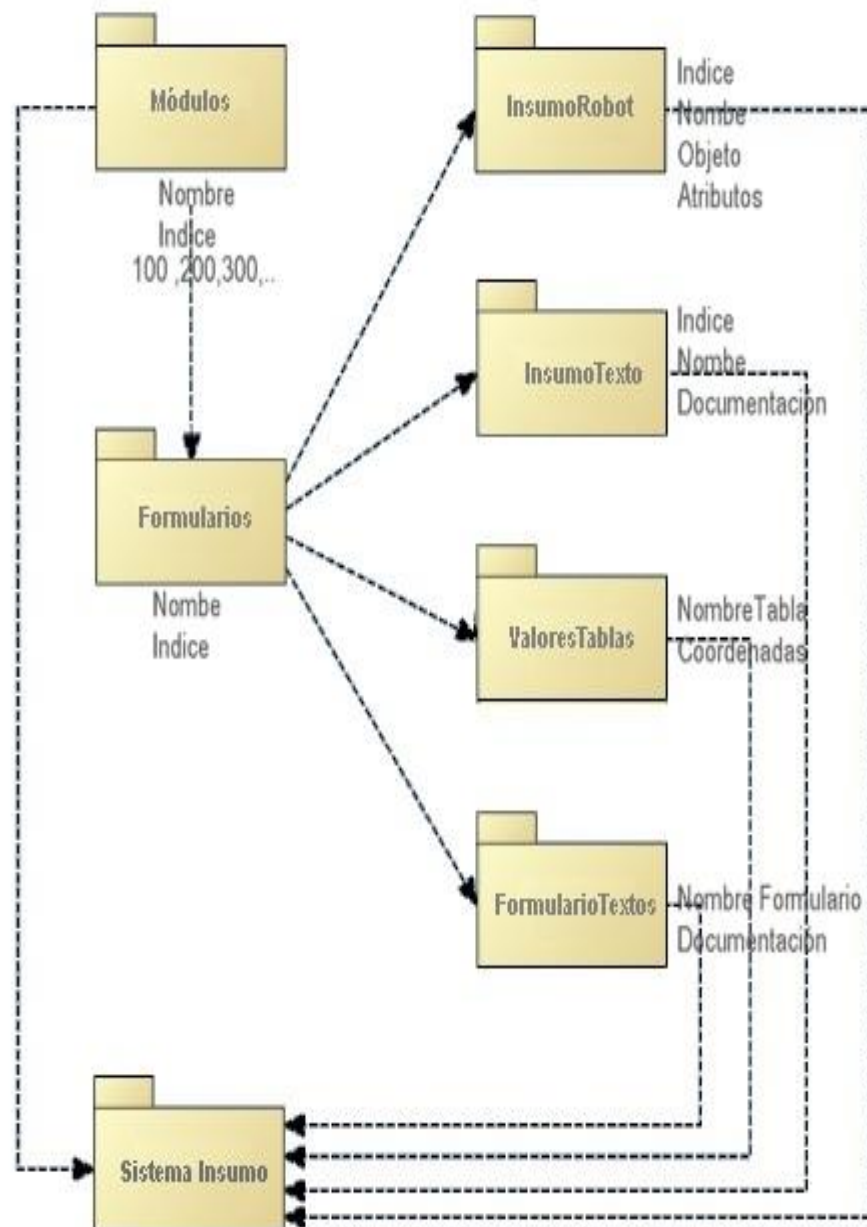 Módulos
Nombre
Indice
100 ,200,300,..
InsumoRobot
Indice
Nombe
Objeto
Atributos
InsumoTexto
Indice
Nombe
Documentación
Formularios
Nombe
Indice
ValoresTablas
NombreTabla
Coordenadas
FormularioTextos
Nombre Formulario
Documentación
Sistema Insumo